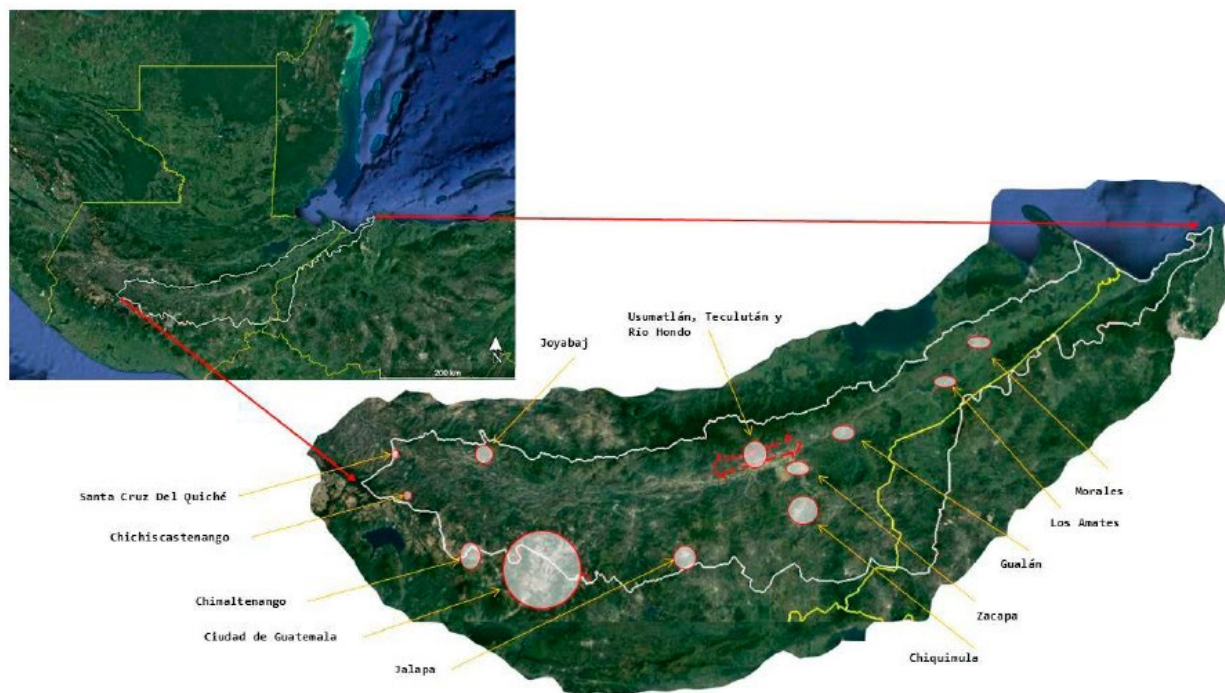 N
200 km
Usumatlán, Teculután y
Río Hondo
Joyabaj
Santa Cruz Del Quiché
Chichiscastenango
Chimaltenango
Ciudad de Guatemala
Jalapa
Morales
Los Amates
Gualán
Zacapa
Chiquimula